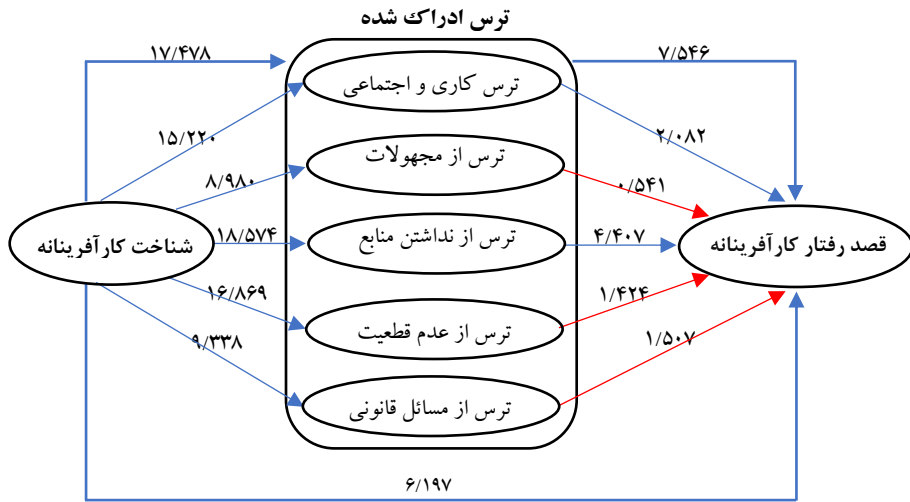 ترس ادراک شده
۱۷/۴۷۸
۷/۵۴۶
ترس کاری و اجتماعی
۱۵/۲۲۰
۲/۰۸۲
ترس از مجهولات
۸/۹۸۰
۰/۵۴۱
شناخت کارآفرینانه
۱۸/۵۷۴
ترس از نداشتن منابع
۴/۴۰۷
قصد رفتار کارآفرینانه
۱۶/۸۶۹
ترس از عدم قطعیت
۱/۴۲۴
۹/۳۳۸
۱/۵۰۷
ترس از مسائل قانونی
۶/۱۹۷